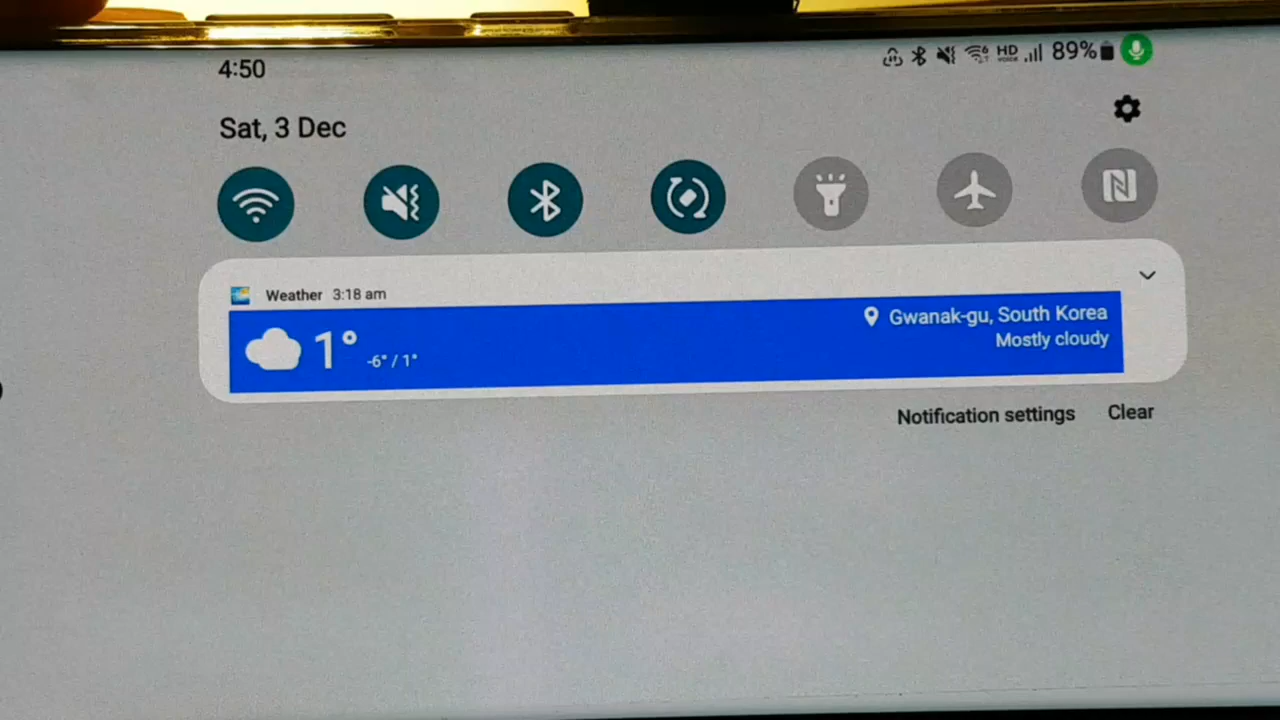 4:50
HD 89%
Sat, 3 Dec
Weather 3:18 am
1° -6° / 1°
Gwanak-gu, South Korea
Mostly cloudy
Notification settings Clear